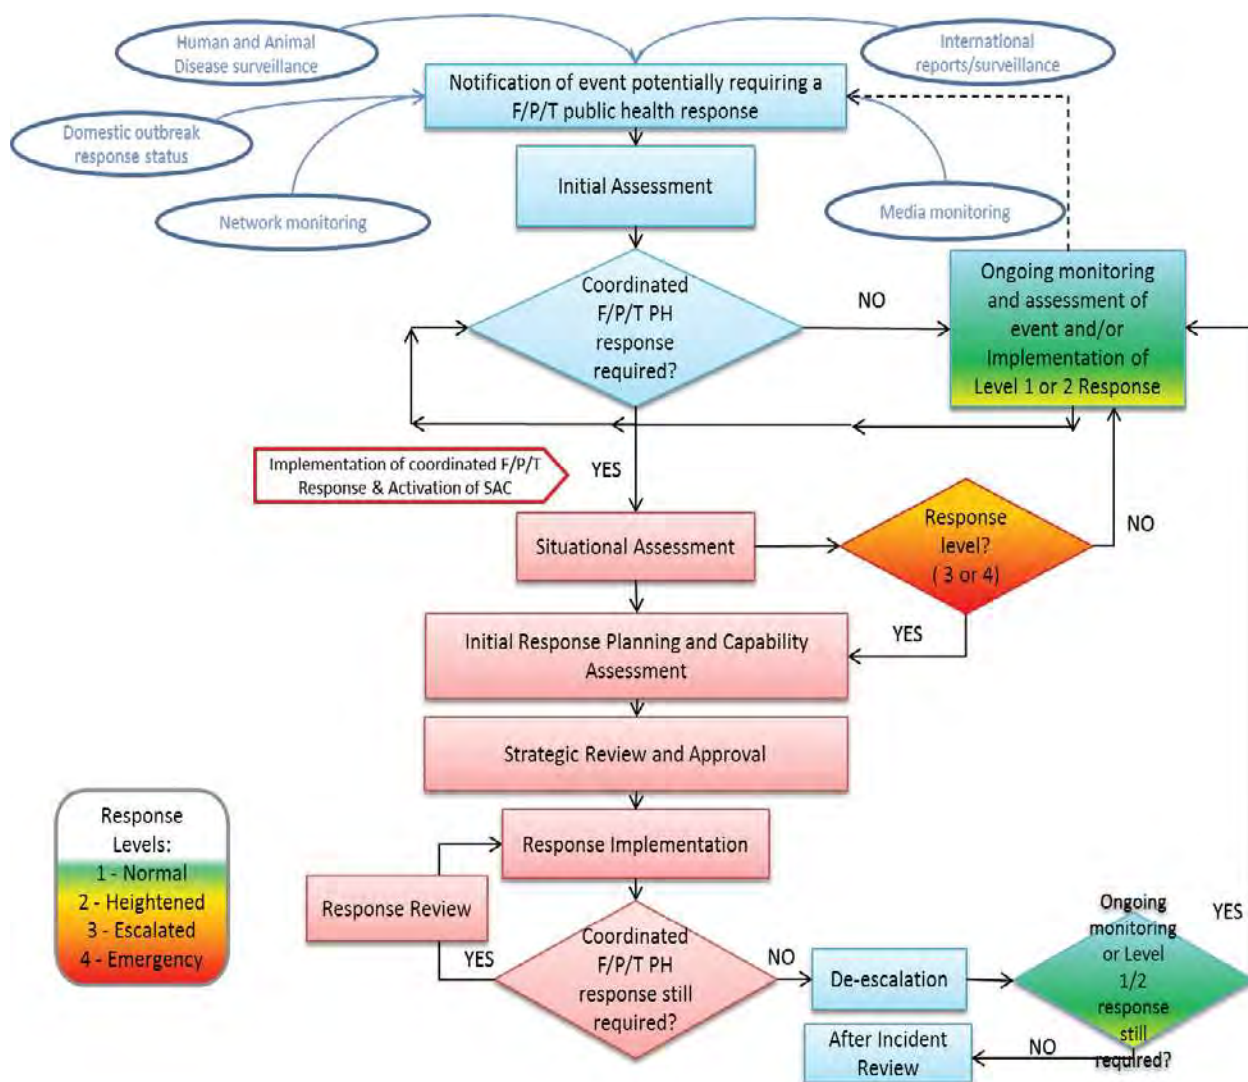 Human and Animal
Disease surveillance
International
reports/surveillance
Notification of event potentially requiring a
F/P/T public health response
Domestic outbreak
response status
Network monitoring
Media monitoring
Initial Assessment
Coordinated
F/P/T PH
response
required?
NO
Ongoing monitoring
and assessment of
event and/or
Implementation of
Level 1 or 2 Response
Implementation of coordinated F/P/T
Response & Activation of SAC
YES
Situational Assessment
Response
level?
( 3 or 4)
NO
YES
Initial Response Planning and Capability
Assessment
Strategic Review and Approval
Response Implementation
Response Review
YES
Coordinated
F/P/T PH
response still
required?
NO
De-escalation
Ongoing
monitoring
or Level
1/2
response
still
required?
YES
NO
After Incident
Review
Response
Levels:
1 - Normal
2 - Heightened
3 - Escalated
4 - Emergency